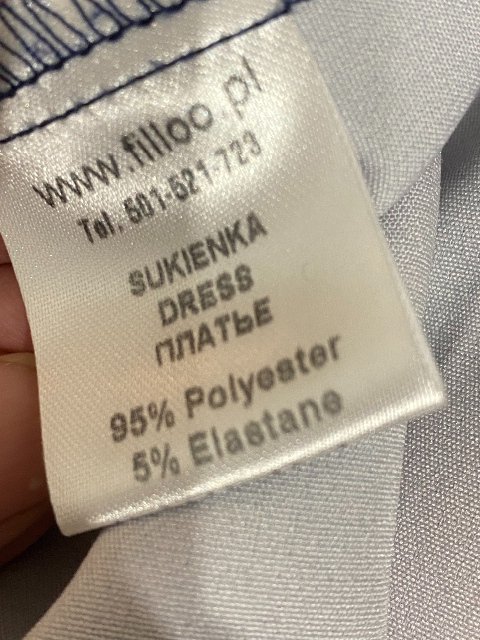 www.filloo.pl
Tel. 501-521-723
SUKIENKA
DRESS
ПЛАТЬЕ
95% Polyester
5% Elastane